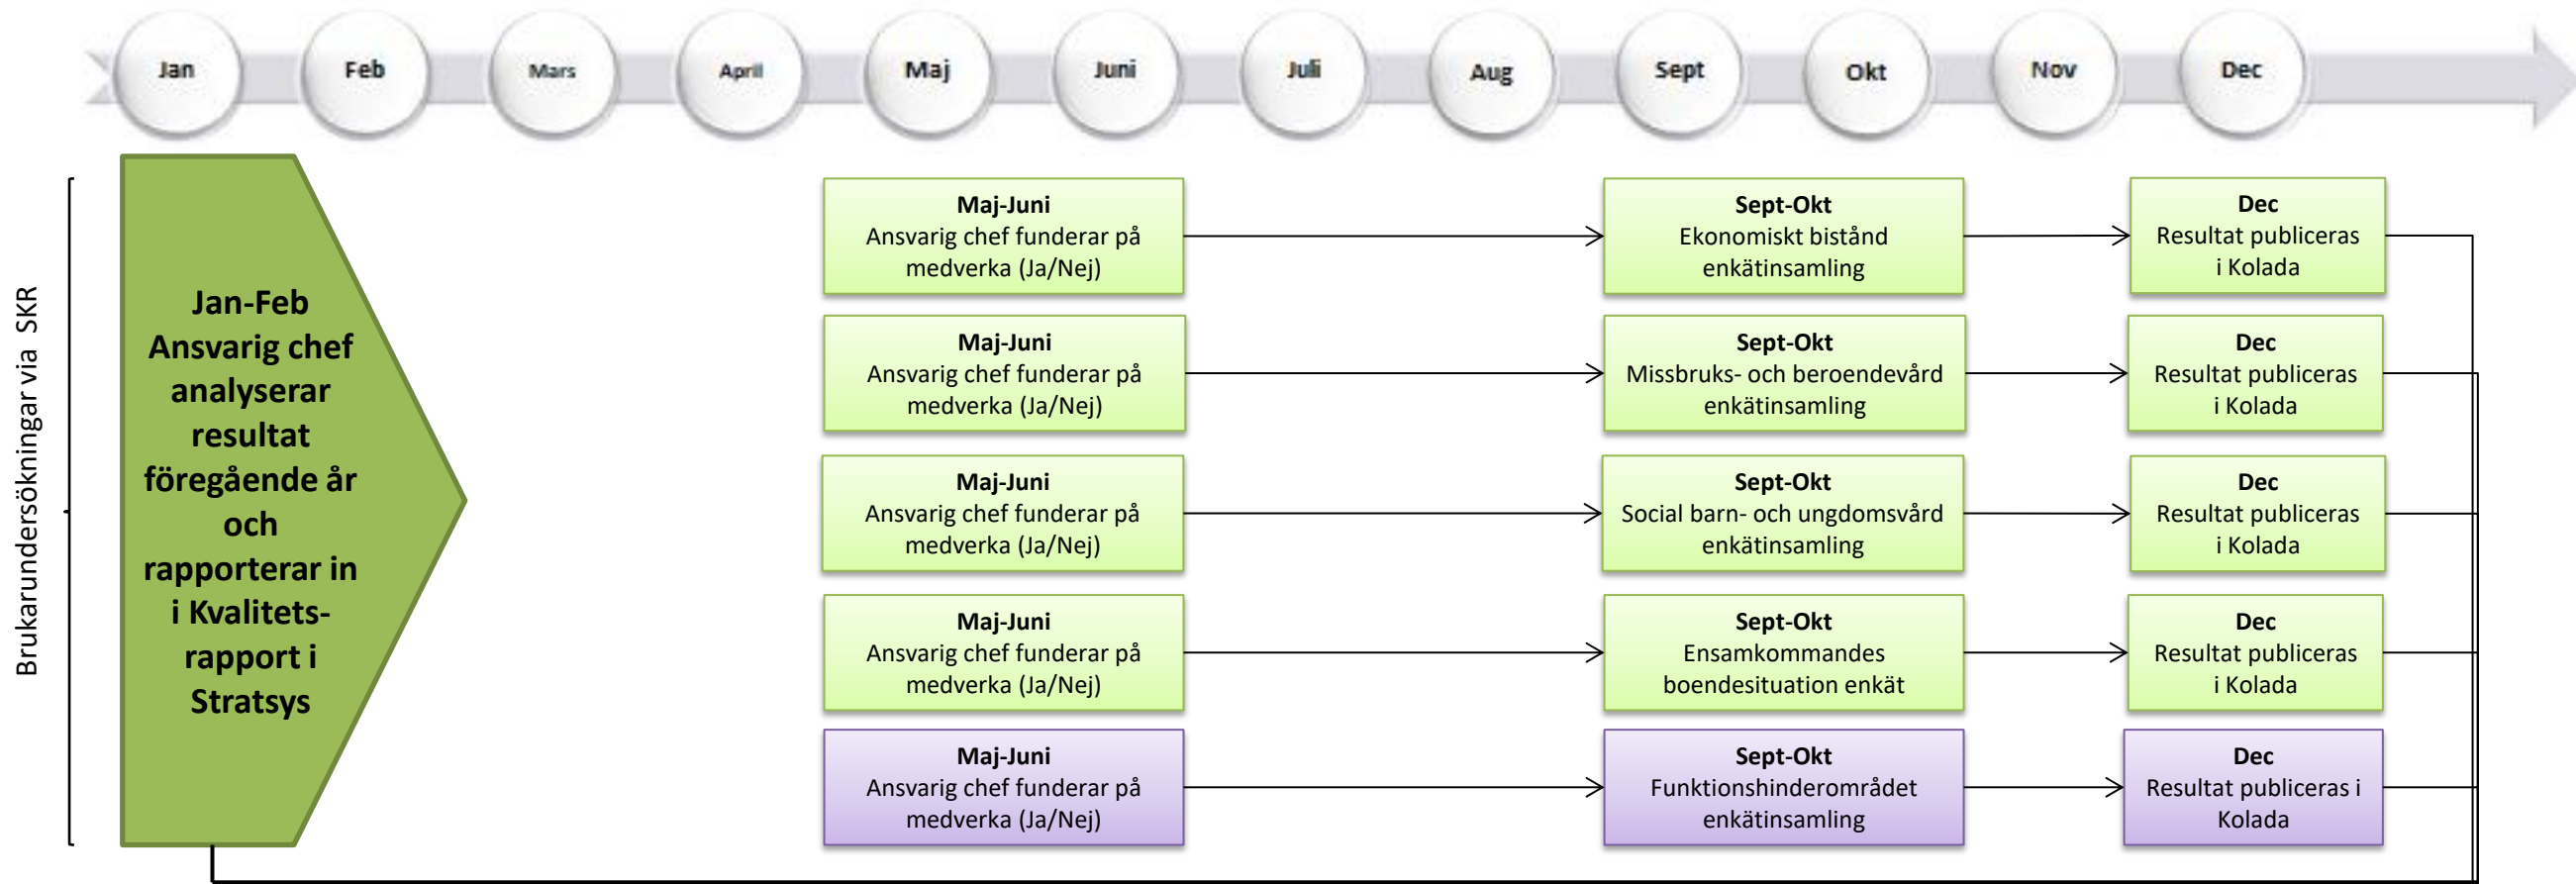 Jan
Feb
Mars
April
Maj
Juni
Juli
Aug
Sept
Okt
Nov
Dec
Brukarundersökningar via SKR
Jan-Feb
Ansvarig chef
analyserar
resultat
föregående år
och
rapporterar in
i Kvalitets-
rapport i
Stratsys
Maj-Juni
Ansvarig chef funderar på
medverka (Ja/Nej)
Sept-Okt
Ekonomiskt bistånd
enkätinsamling
Dec
Resultat publiceras
i Kolada
Maj-Juni
Ansvarig chef funderar på
medverka (Ja/Nej)
Sept-Okt
Missbruks- och beroendevård
enkätinsamling
Dec
Resultat publiceras
i Kolada
Maj-Juni
Ansvarig chef funderar på
medverka (Ja/Nej)
Sept-Okt
Social barn- och ungdomsvård
enkätinsamling
Dec
Resultat publiceras
i Kolada
Maj-Juni
Ansvarig chef funderar på
medverka (Ja/Nej)
Sept-Okt
Ensamkommandes
boendesituation enkät
Dec
Resultat publiceras
i Kolada
Maj-Juni
Ansvarig chef funderar på
medverka (Ja/Nej)
Sept-Okt
Funktionshinderområdet
enkätinsamling
Dec
Resultat publiceras i
Kolada